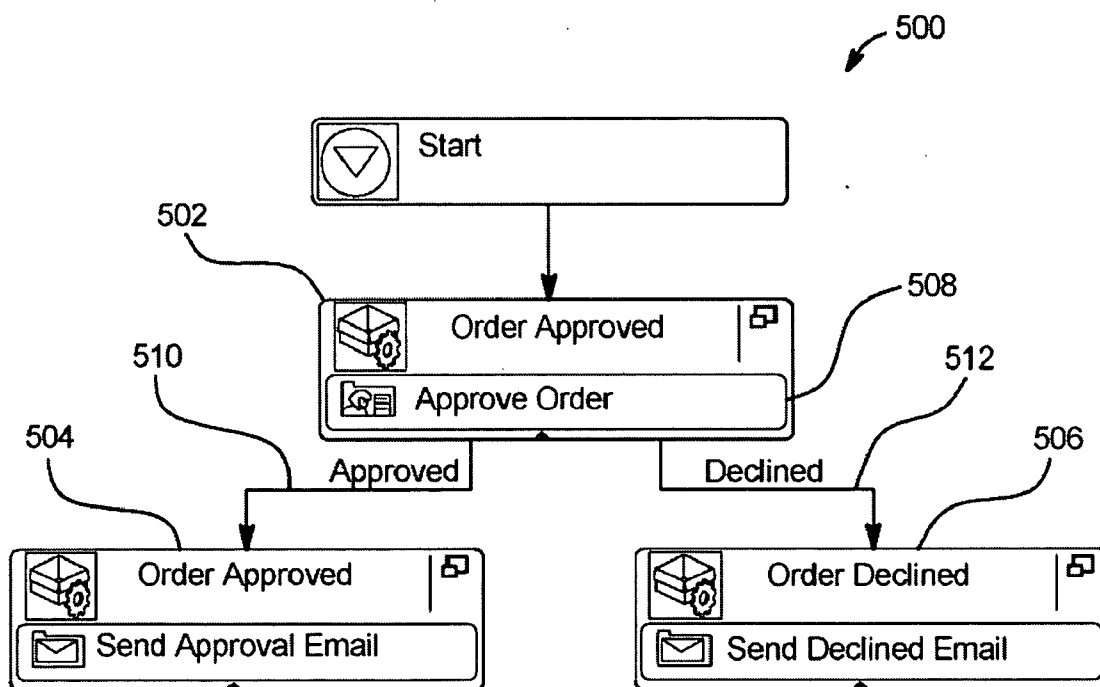 500
Start
502
508
Order Approved
510
512
Approve Order
504
506
Approved
Declined
Order Approved
Order Declined
Send Approval Email
Send Declined Email